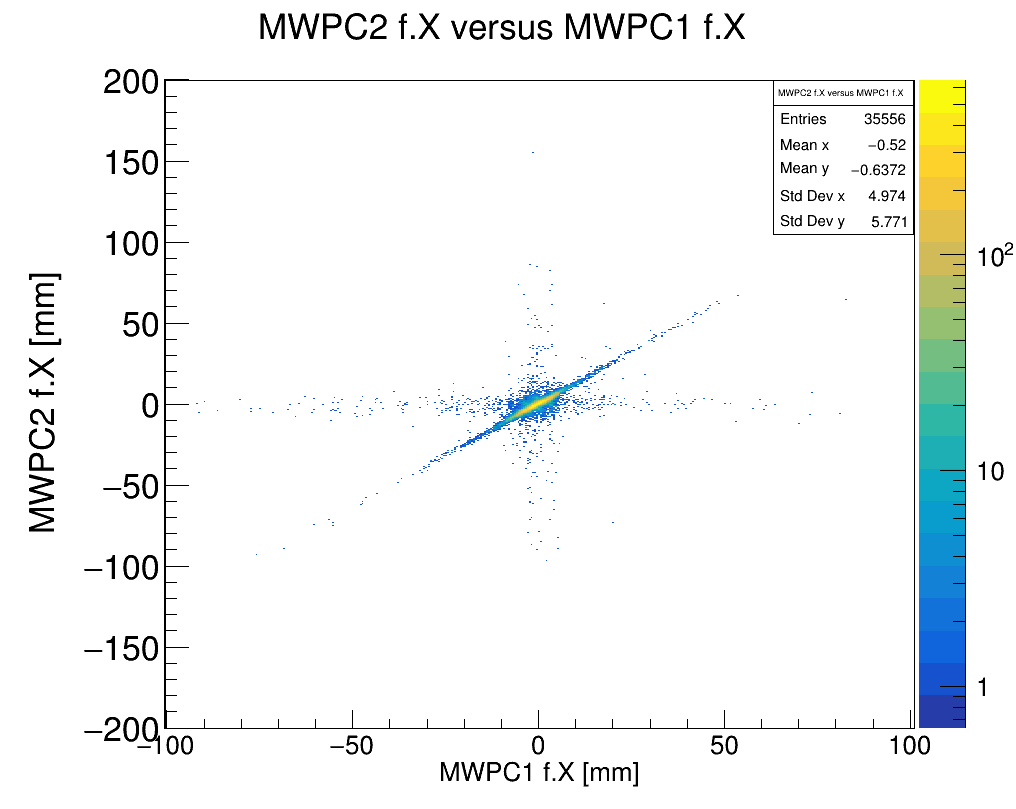 MWPC2 f.X versus MWPC1 f.X
MWPC2 f.X versus MWPC1 f.X
Entries 35556
Mean x −0.52
Mean y −0.6372
Std Dev x 4.974
Std Dev y 5.771
200
150
100
50
0
−50
−100
−150
−200
MWPC2 f.X [mm]
−100 −50 0 50 100
MWPC1 f.X [mm]
10²
10
1